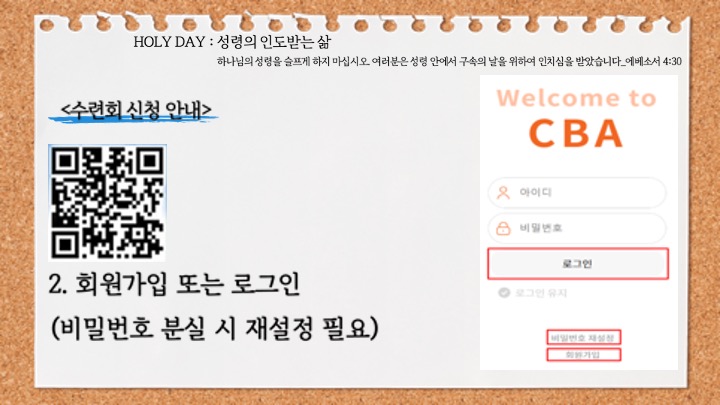 HOLY DAY : 성령의 인도받는 삶
하나님의 성령을 슬프게 하지 마십시오. 여러분은 성령 안에서 구속의 날을 위하여 인치심을 받았습니다_에베소서 4:30
<수련회 신청 안내>
2. 회원가입 또는 로그인
(비밀번호 분실 시 재설정 필요)
Welcome to
CBA
아이디
비밀번호
로그인
로그인 유지
비밀번호 재설정
회원가입